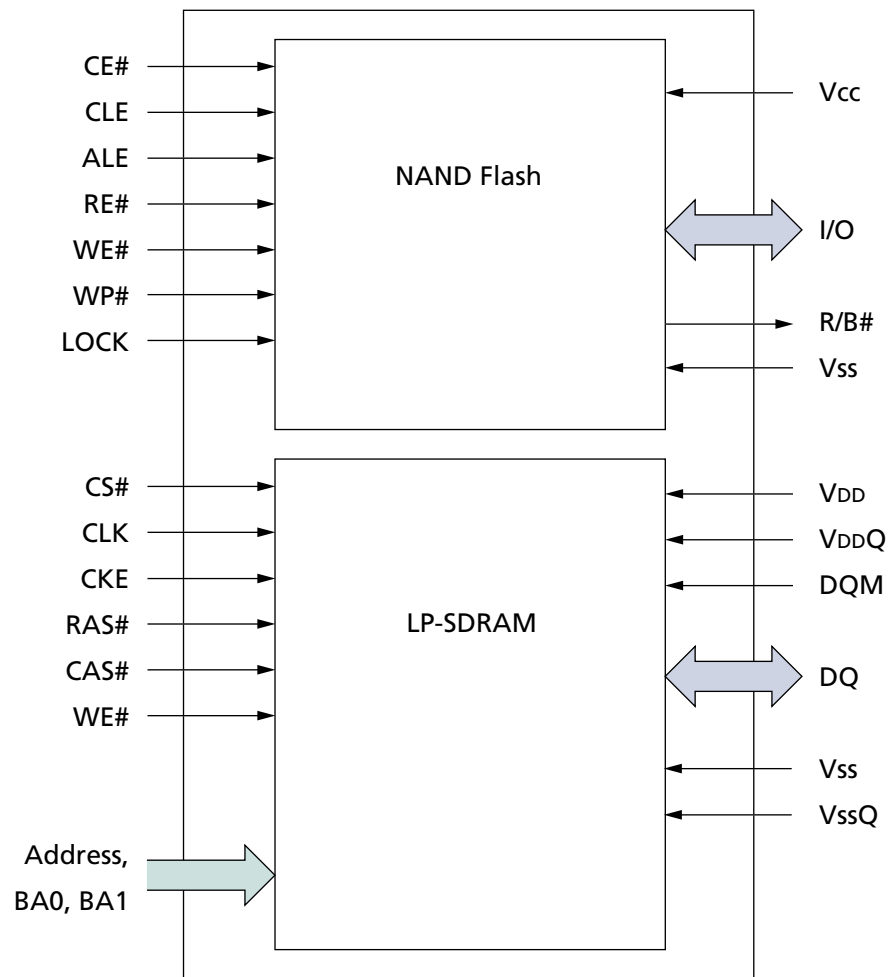 CE#
CLE
ALE
RE#
WE#
WP#
LOCK
NAND Flash
Vcc
I/O
R/B#
Vss
CS#
CLK
CKE
RAS#
CAS#
WE#
Address,
BA0, BA1
LP-SDRAM
VDD
VDDQ
DQM
DQ
Vss
VssQ